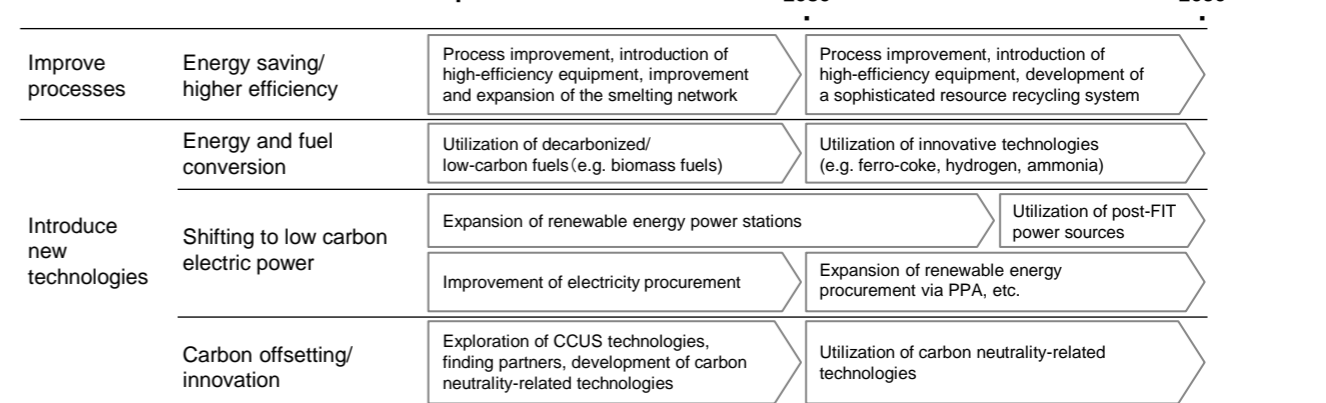 Improve
processes
Energy saving/
higher efficiency
Process improvement, introduction of
high-efficiency equipment, improvement
and expansion of the smelting network
Process improvement, introduction of
high-efficiency equipment, development of
a sophisticated resource recycling system
Introduce
new
technologies
Energy and fuel
conversion
Utilization of decarbonized/
low-carbon fuels（e.g. biomass fuels)
Utilization of innovative technologies
(e.g. ferro-coke, hydrogen, ammonia)
Shifting to low carbon
electric power
Expansion of renewable energy power stations
Utilization of post-FIT
power sources
Improvement of electricity procurement
Expansion of renewable energy
procurement via PPA, etc.
Carbon offsetting/
innovation
Exploration of CCUS technologies,
finding partners, development of carbon
neutrality-related technologies
Utilization of carbon neutrality-related
technologies